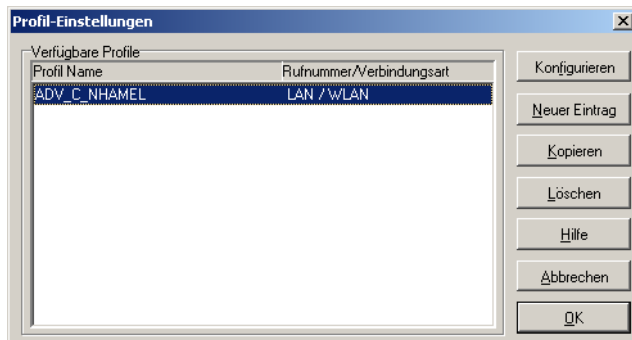 Profil-Einstellungen
Verfügbare Profile
Profil Name Rufnummer/Verbindungsart
ADV_C_NHAMEL LAN / WLAN
Konfigurieren
Neuer Eintrag
Kopieren
Löschen
Hilfe
Abbrechen
OK